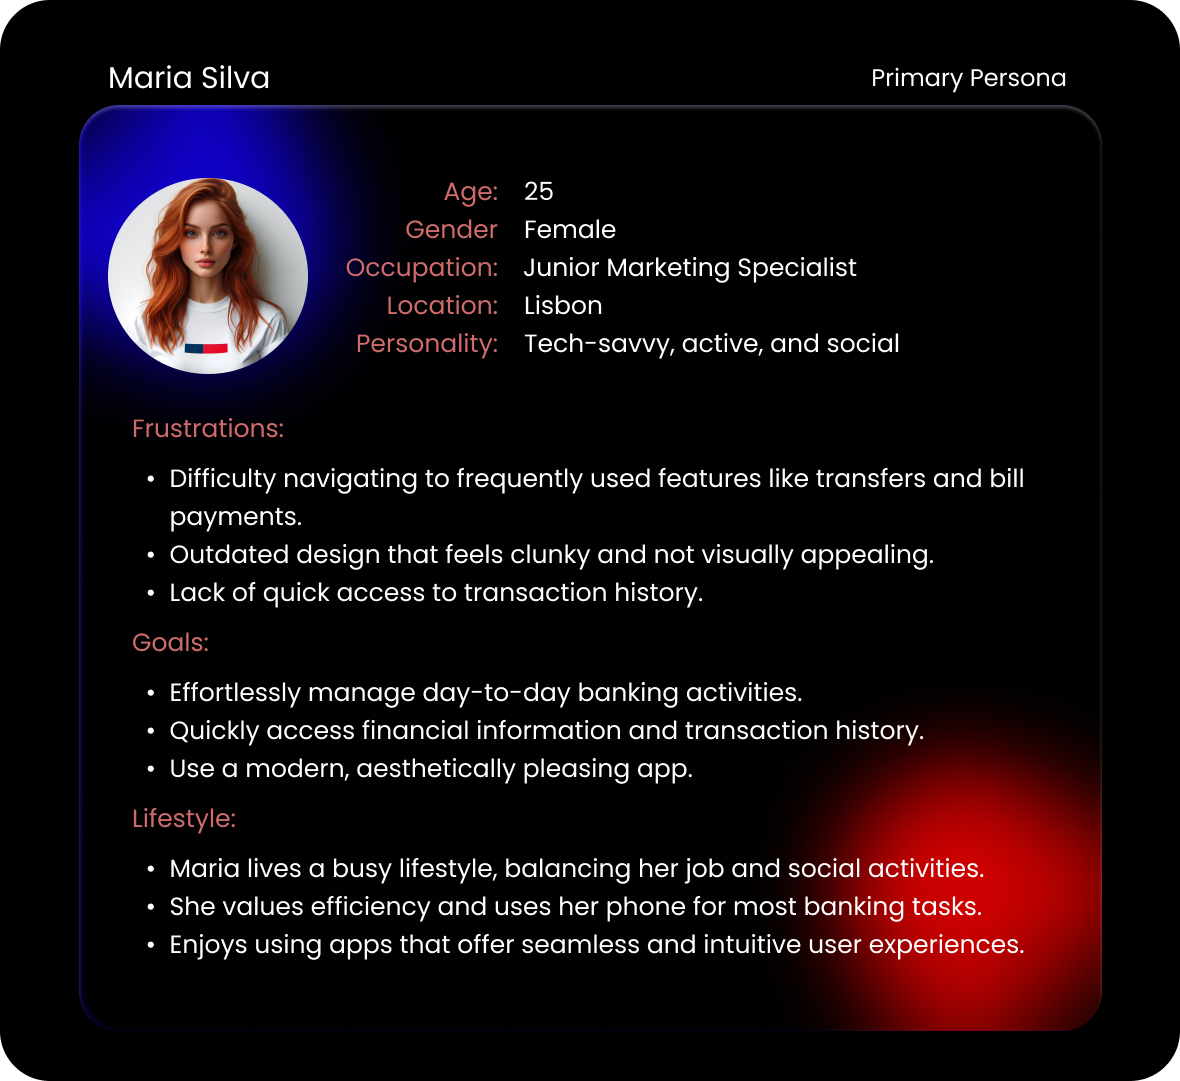 Maria Silva
Primary Persona
Age: 25
Gender Female
Occupation: Junior Marketing Specialist
Location: Lisbon
Personality: Tech-savvy, active, and social
Frustrations:
• Difficulty navigating to frequently used features like transfers and bill
payments.
• Outdated design that feels clunky and not visually appealing.
• Lack of quick access to transaction history.
Goals:
• Effortlessly manage day-to-day banking activities.
• Quickly access financial information and transaction history.
• Use a modern, aesthetically pleasing app.
Lifestyle:
• Maria lives a busy lifestyle, balancing her job and social activities.
• She values efficiency and uses her phone for most banking tasks.
• Enjoys using apps that offer seamless and intuitive user experiences.